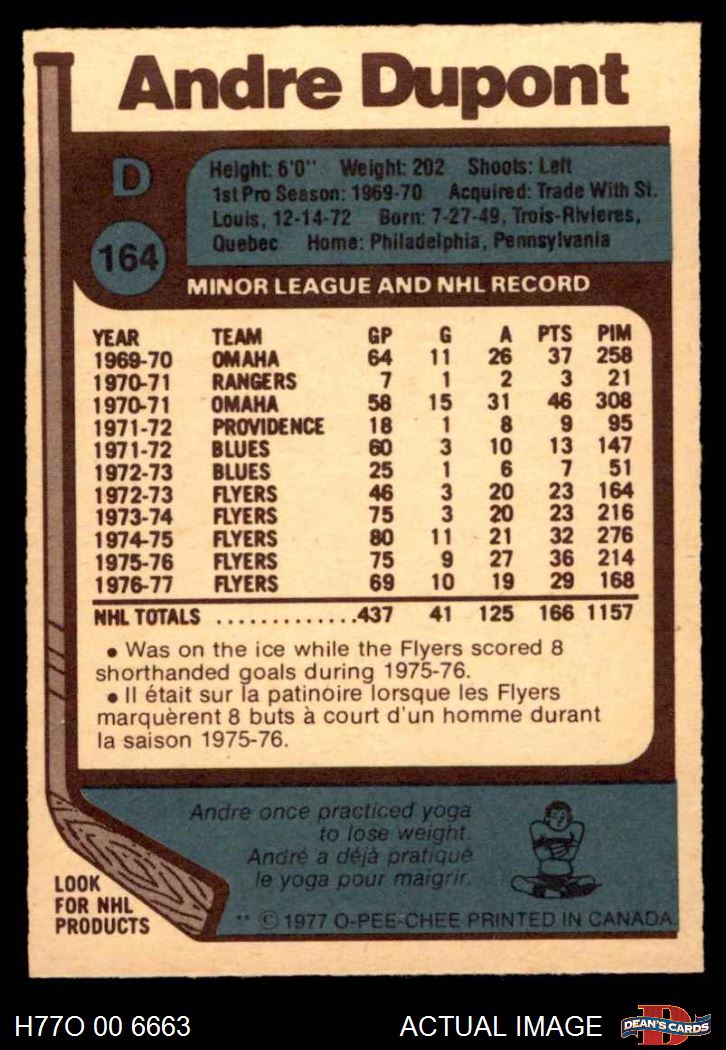 Andre Dupont
D
164
Height: 6'0" Weight: 202 Shoots: Left
1st Pro Season: 1969-70 Acquired: Trade With St.
Louis, 12-14-72 Born: 7-27-49, Trois-Rivieres,
Quebec Home: Philadelphia, Pennsylvania
MINOR LEAGUE AND NHL RECORD
YEAR TEAM GP G A PTS PIM
1969-70 OMAHA 64 11 26 37 258
1970-71 RANGERS 7 1 2 3 21
1970-71 OMAHA 58 15 31 46 308
1971-72 PROVIDENCE 18 1 8 9 95
1971-72 BLUES 60 3 10 13 147
1972-73 BLUES 25 1 6 7 51
1972-73 FLYERS 46 3 20 23 164
1973-74 FLYERS 75 3 20 23 216
1974-75 FLYERS 80 11 21 32 276
1975-76 FLYERS 75 9 27 36 214
1976-77 FLYERS 69 10 19 29 168
NHL TOTALS .............437 41 125 166 1157
• Was on the ice while the Flyers scored 8
shorthanded goals during 1975-76.
• Il était sur la patinoire lorsque les Flyers
marquèrent 8 buts à court d'un homme durant
la saison 1975-76.
Andre once practiced yoga
to lose weight.
André a déjà pratiqué
le yoga pour maigrir.
LOOK
FOR NHL
PRODUCTS
** © 1977 O-PEE-CHEE PRINTED IN CANADA.
H77O 00 6663 ACTUAL IMAGE
D
DEAN'S CARDS